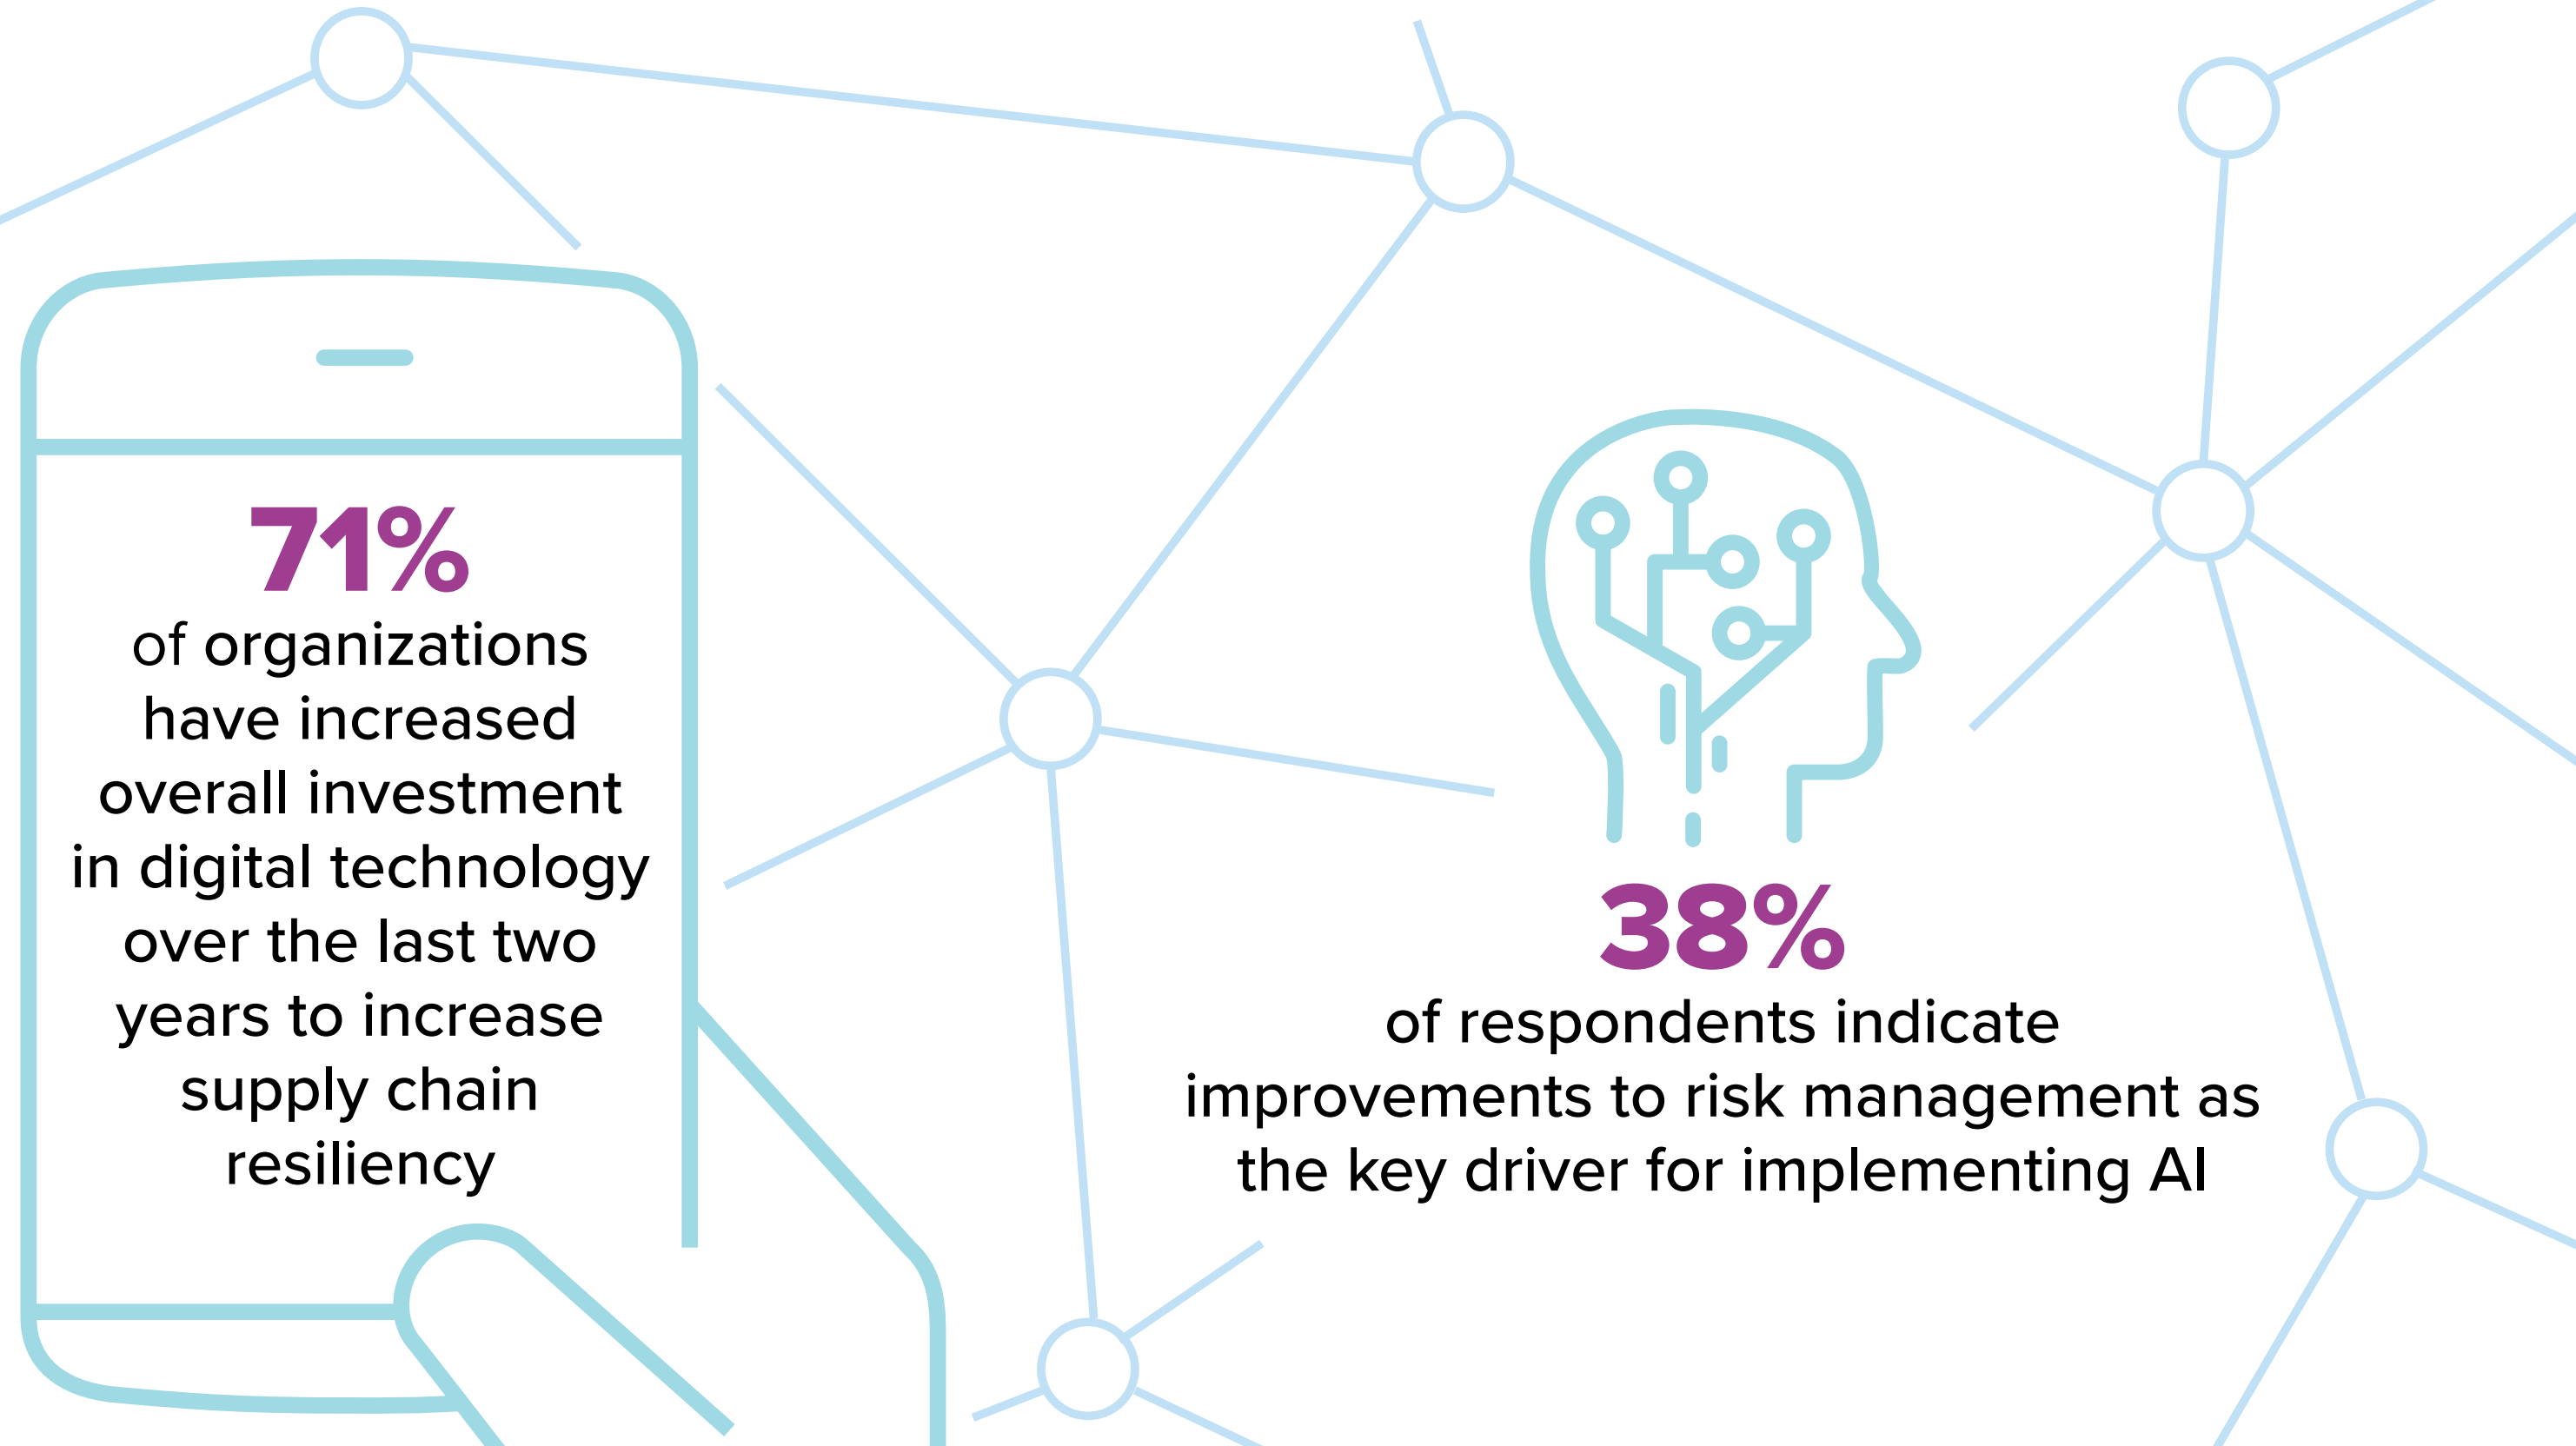 71%
of organizations
have increased
overall investment
in digital technology
over the last two
years to increase
supply chain
resiliency
38%
of respondents indicate
improvements to risk management as
the key driver for implementing AI